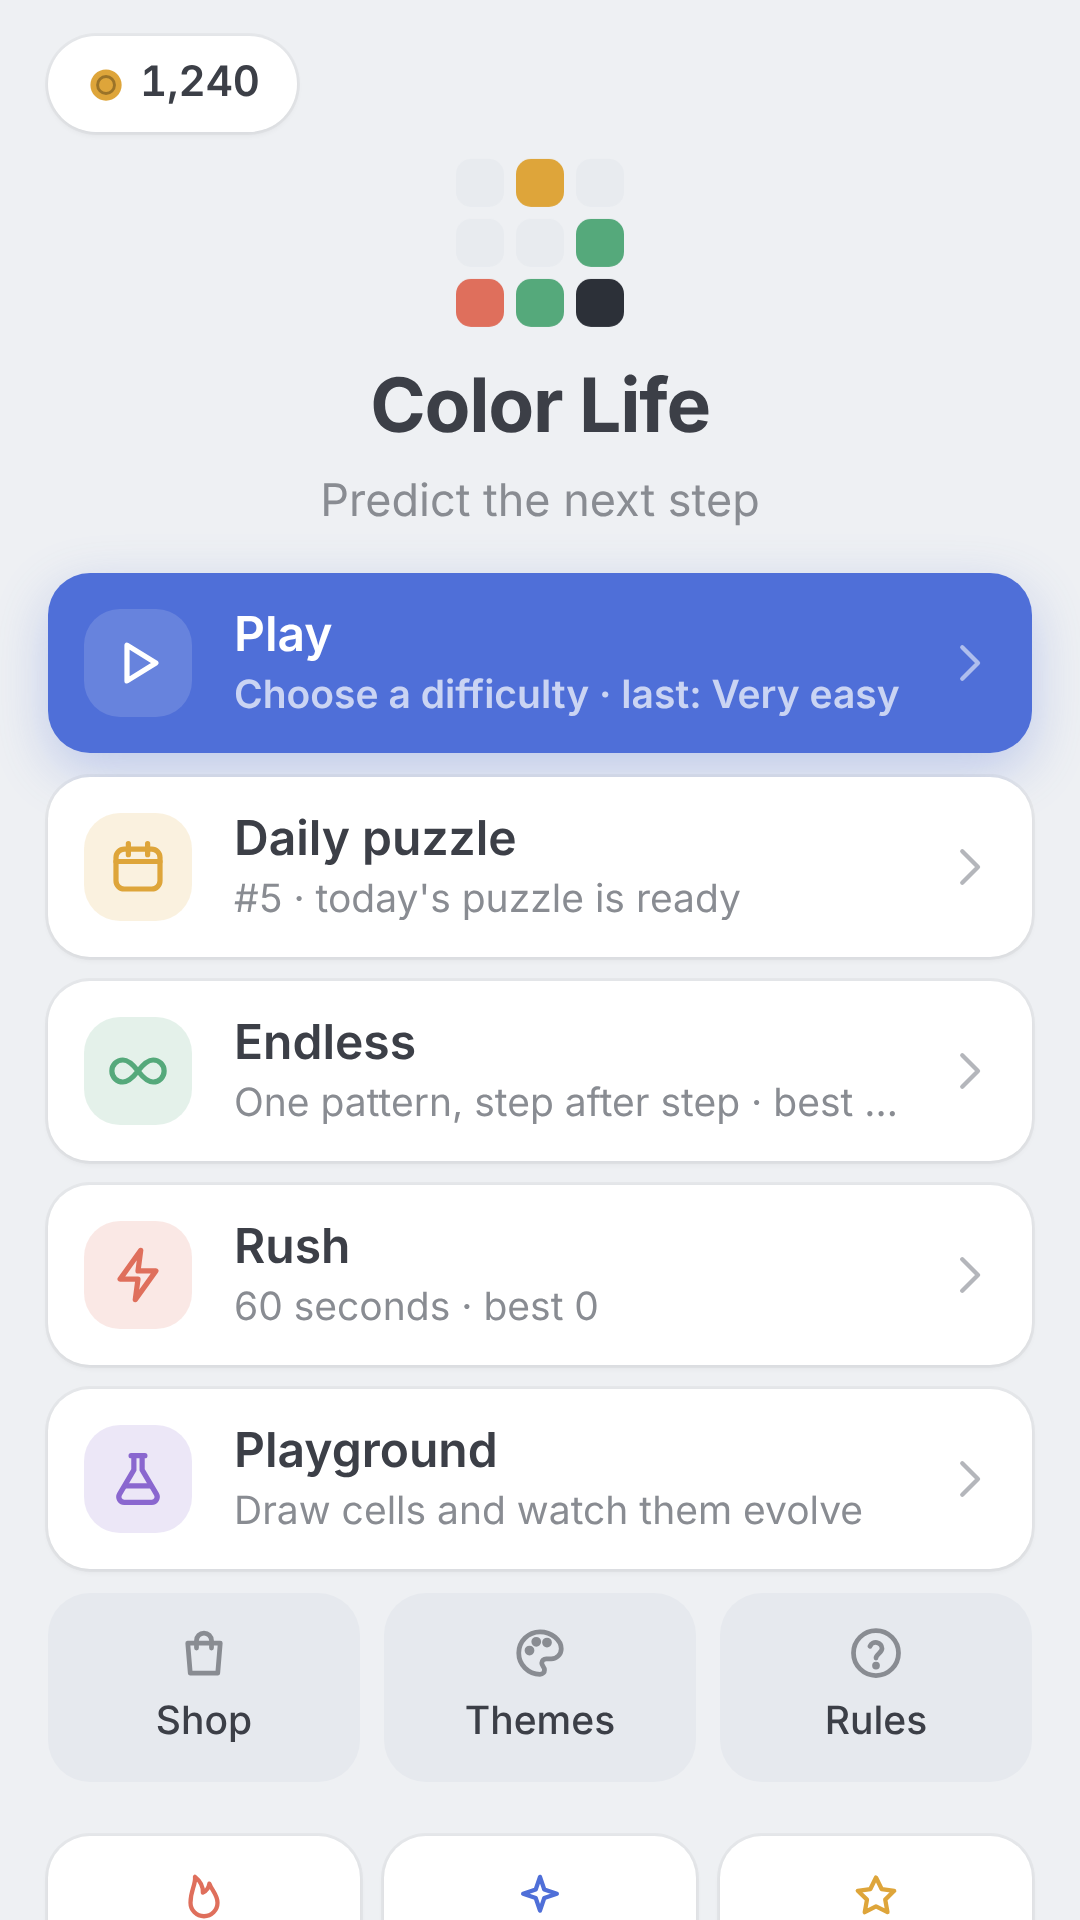 1,240
Color Life
Predict the next step
Play
Choose a difficulty · last: Very easy
Daily puzzle
#5 · today's puzzle is ready
Endless
One pattern, step after step · best ...
Rush
60 seconds · best 0
Playground
Draw cells and watch them evolve
Shop
Themes
Rules